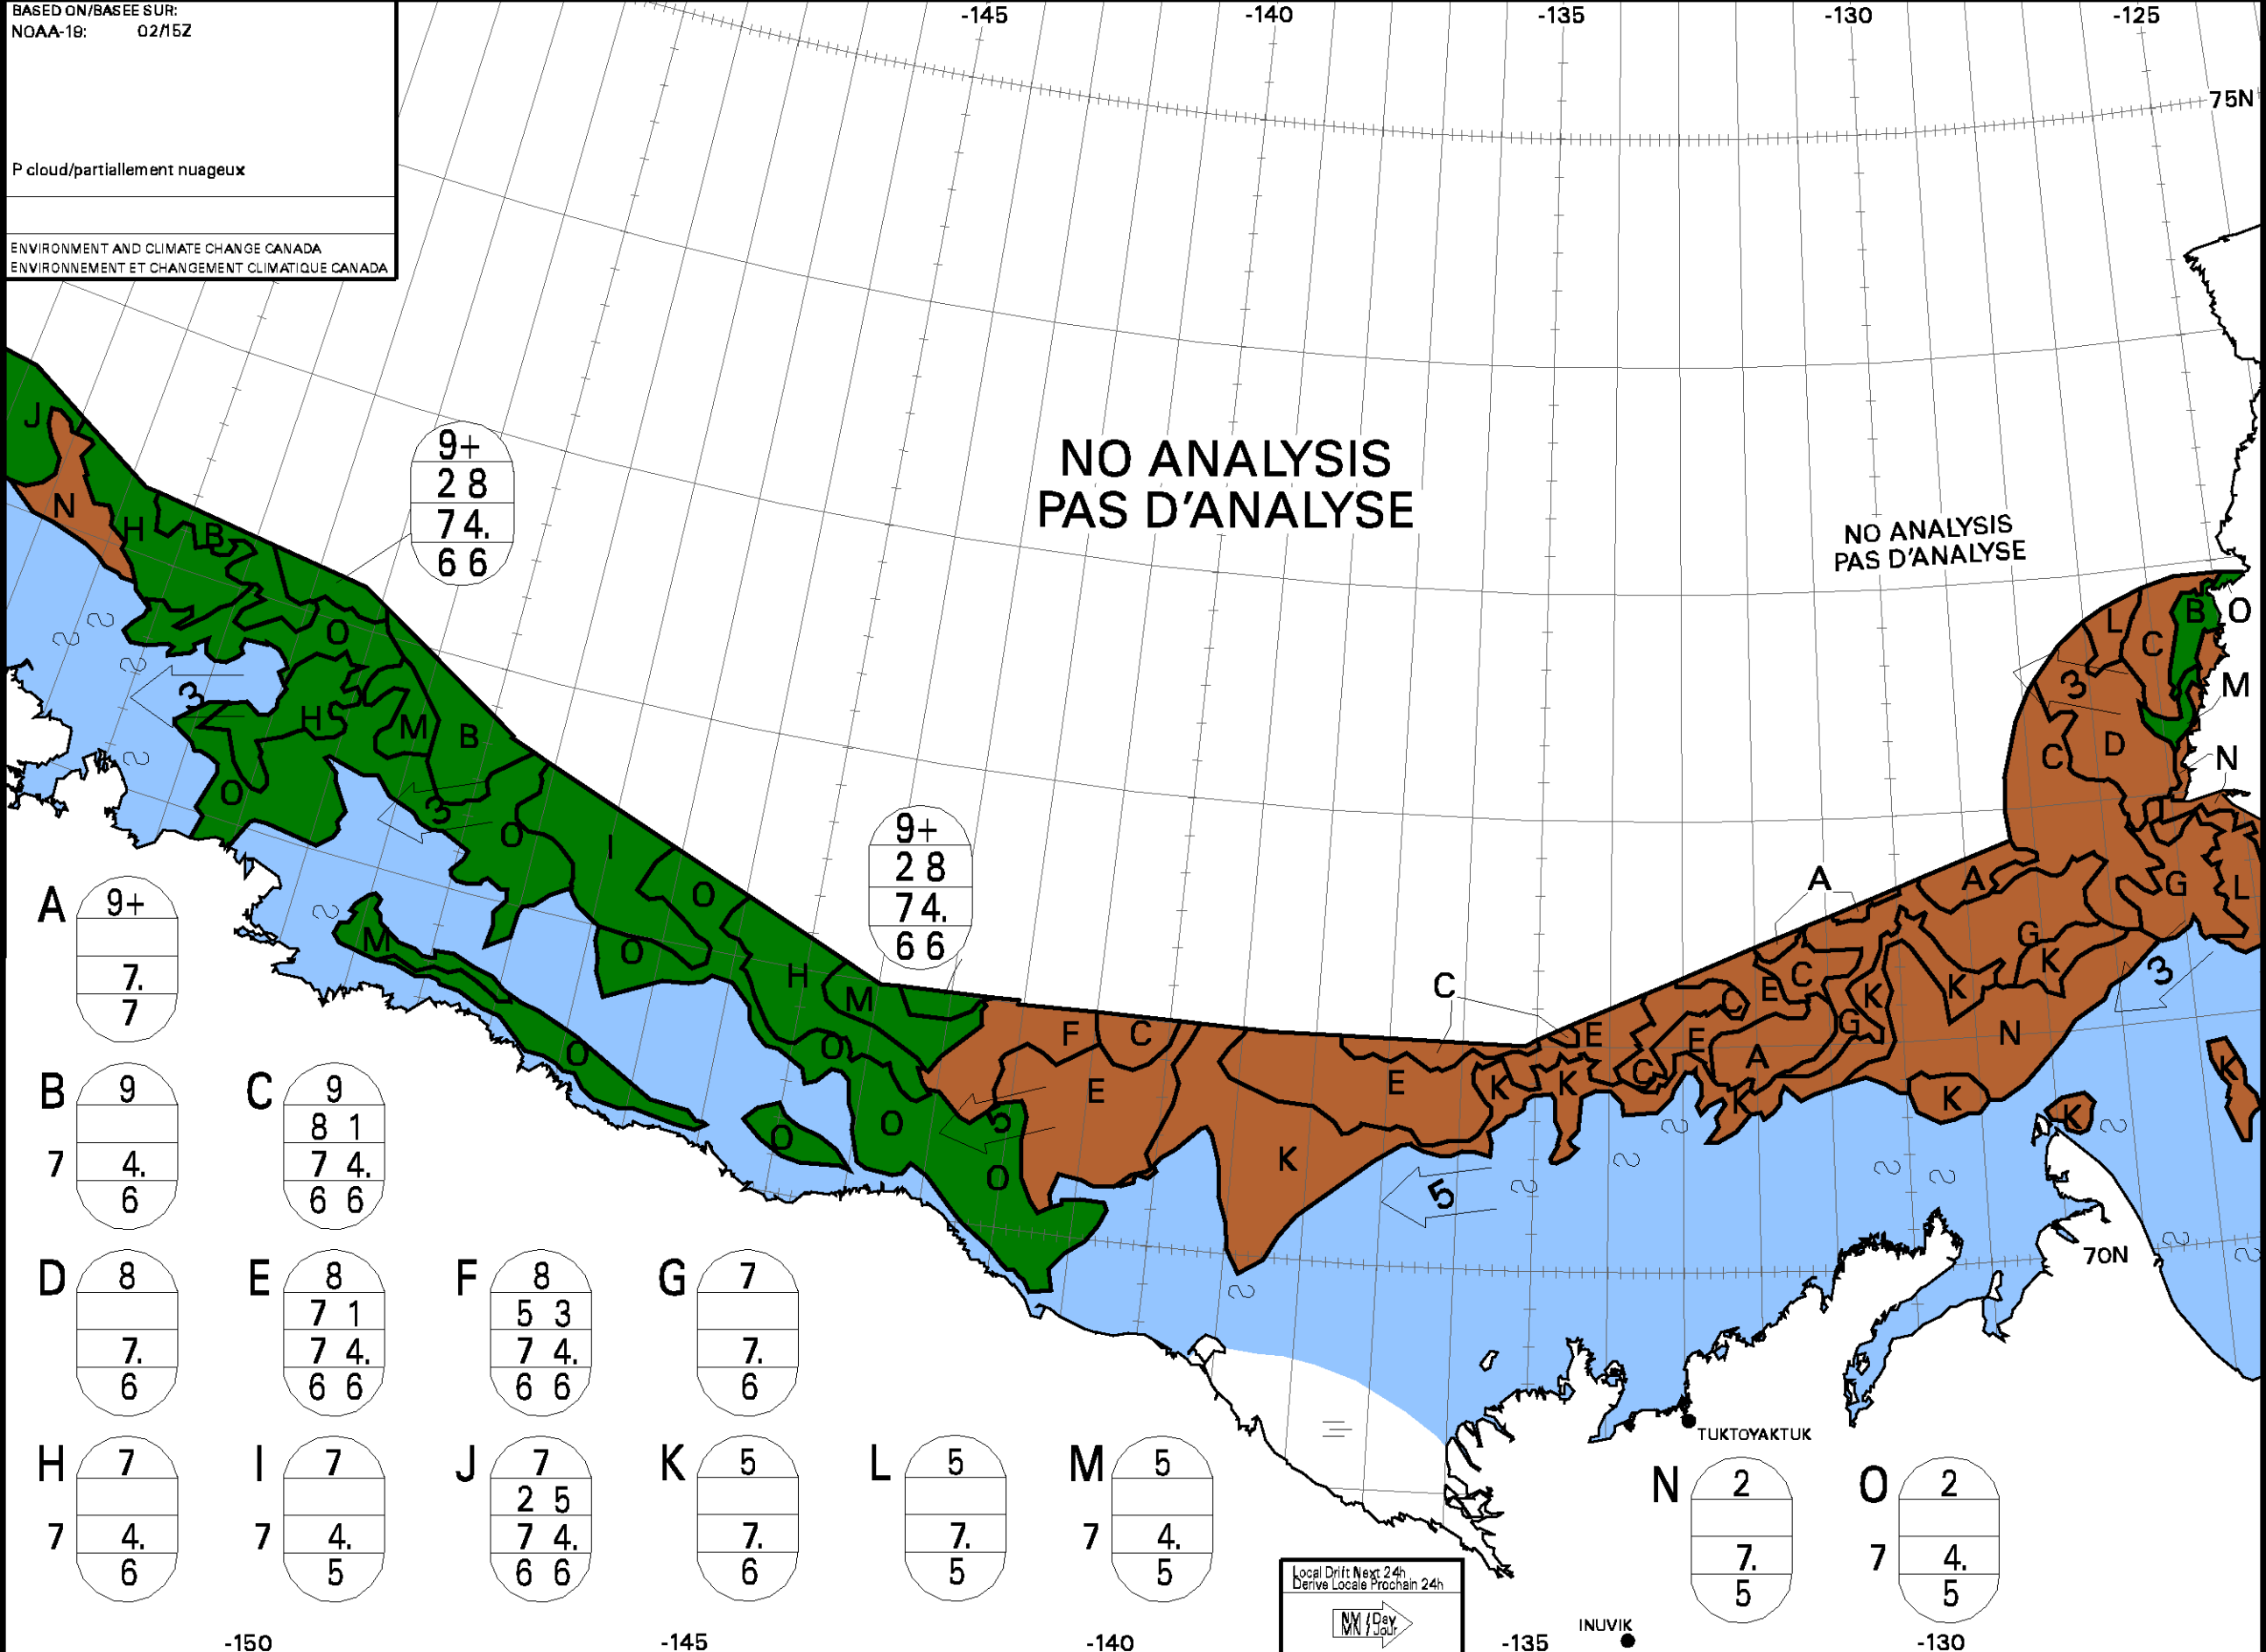 BASED ON/BASEE SUR:
NOAA-19: 02/15Z
P cloud/partiallement nuageux
ENVIRONMENT AND CLIMATE CHANGE CANADA
ENVIRONNEMENT ET CHANGEMENT CLIMATIQUE CANADA
-145 -140 -135 -130 -125
75N
J
N
H
B
9+
2 8
7 4.
6 6
NO ANALYSIS
PAS D'ANALYSE
NO ANALYSIS
PAS D'ANALYSE
O
L
C
B
O
3
H
M
B
3
M
C
D
N
O
3
O
I
O
9+
2 8
7 4.
6 6
A
A
G
L
M
O
H
M
C
C
E
C
K
G
K
K
3
O
O
F
C
E
E
C
E
A
G
N
K
O
O
5
E
K
K
K
K
K
K
O
K
5
70N
A
9+
7.
7
B
9
7 4.
6
C
9
8 1
7 4.
6 6
D
8
7.
6
E
8
7 1
7 4.
6 6
F
8
5 3
7 4.
6 6
G
7
7.
6
H
7
7 4.
6
I
7
7 4.
5
J
7
2 5
7 4.
6 6
K
5
7.
6
L
5
7.
5
M
5
7 4.
5
N
2
7.
5
O
2
7 4.
5
TUKTOYAKTUK
Local Drift Next 24h
Derive Locale Prochain 24h
NM / Day
MN / Jour
INUVIK
-150 -145 -140 -135 -130